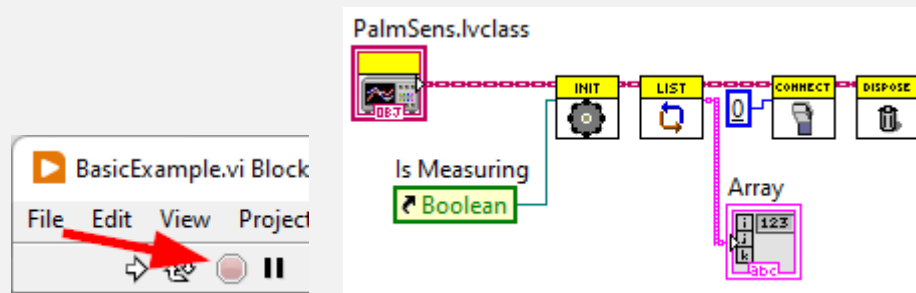 PalmSens.lvclass
OBJ
INIT
LIST
CONNECT
DISPOSE
0
Is Measuring
Boolean
Array
i
123
j
k
abc
BasicExample.vi Block
File Edit View Project